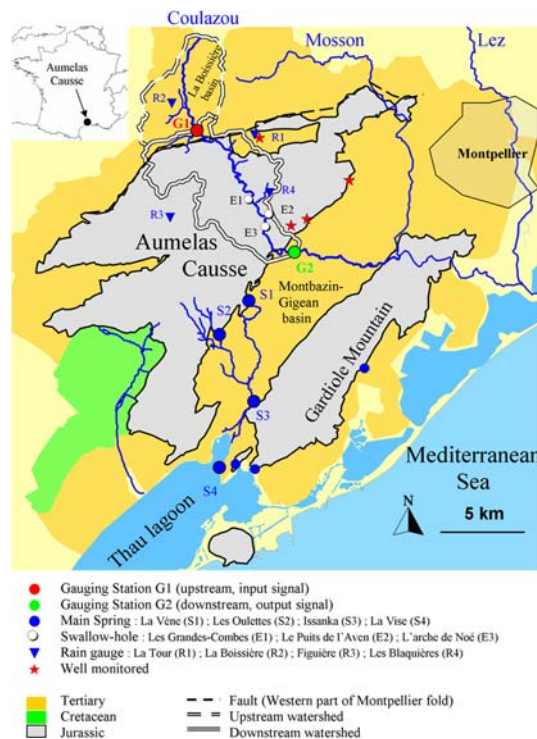 Coulazou
Mosson
Lez
Aumelas
Causse
La Boissière
basin
R2
G1
R1
Montpellier
E1
R4
E2
R3
E3
Aumelas
Causse
G2
Montbazin-
Gigean
basin
S1
S2
Gardiole Mountain
S3
Mediterranean
Sea
S4
N
5 km
Thau lagoon
Gauging Station G1 (upstream, input signal)
Gauging Station G2 (downstream, output signal)
Main Spring : La Vène (S1) ; Les Oulettes (S2) ; Issanka (S3) ; La Vise (S4)
Swallow-hole : Les Grandes-Combes (E1) ; Le Puits de l'Aven (E2) ; L'arche de Noé (E3)
Rain gauge : La Tour (R1) ; La Boissière (R2) ; Figuière (R3) ; Les Blaquières (R4)
Well monitored
Tertiary
Fault (Western part of Montpellier fold)
Cretacean
Upstream watershed
Jurassic
Downstream watershed